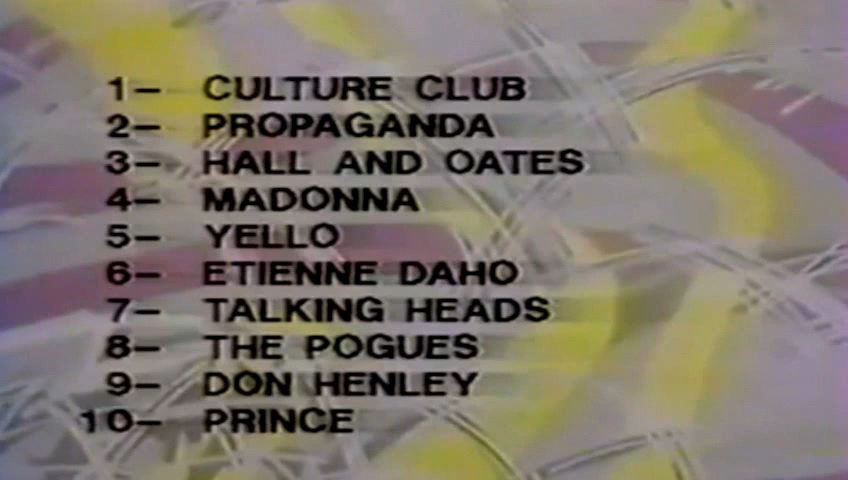 1- CULTURE CLUB
2- PROPAGANDA
3- HALL AND OATES
4- MADONNA
5- YELLO
6- ETIENNE DAHO
7- TALKING HEADS
8- THE POGUES
9- DON HENLEY
10- PRINCE